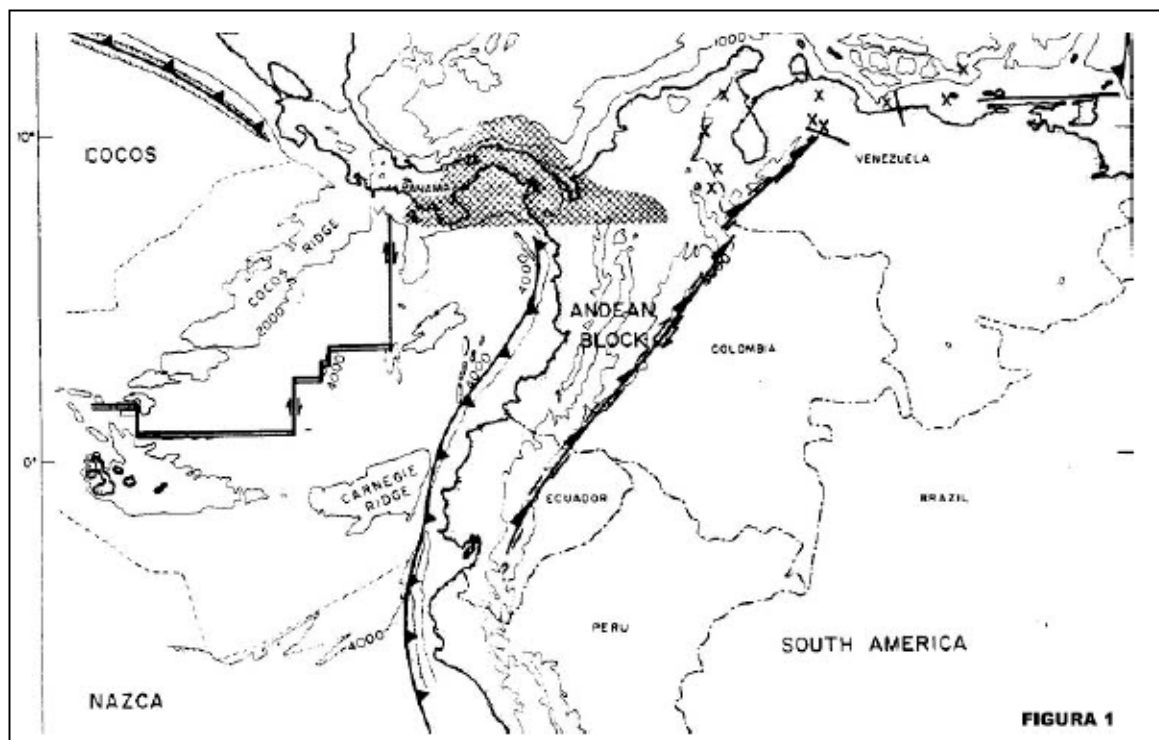 1000
10°
COCOS
PANAMA
VENEZUELA
COCOS RIDGE
2000
4000
4000
4000
ANDEAN
BLOCK
COLOMBIA
0°
CARNEGIE
RIDGE
ECUADOR
BRAZIL
PERU
4000
SOUTH AMERICA
NAZCA
FIGURA 1